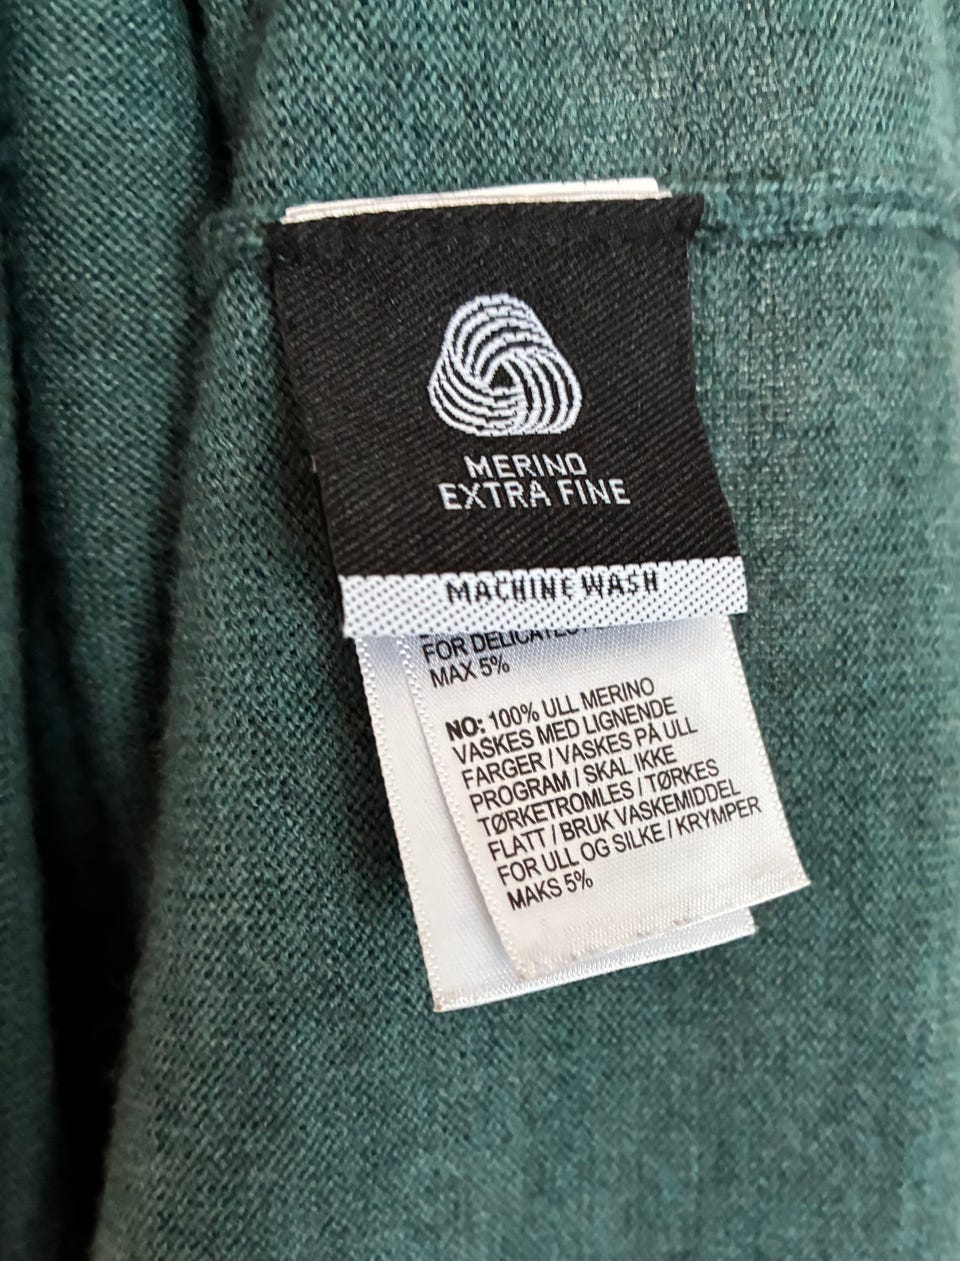 MERINO
EXTRA FINE
MACHINE WASH
FOR
MAX 5%
NO: 100% ULL MERINO
VASKES MED LIGNENDE
FARGER / VASKES PÅ ULL
PROGRAM / SKAL IKKE
TØRKETROMLES / TØRKES
FLATT / BRUK VASKEMIDDEL
FOR ULL OG SILKE / KRYMPER
MAKS 5%